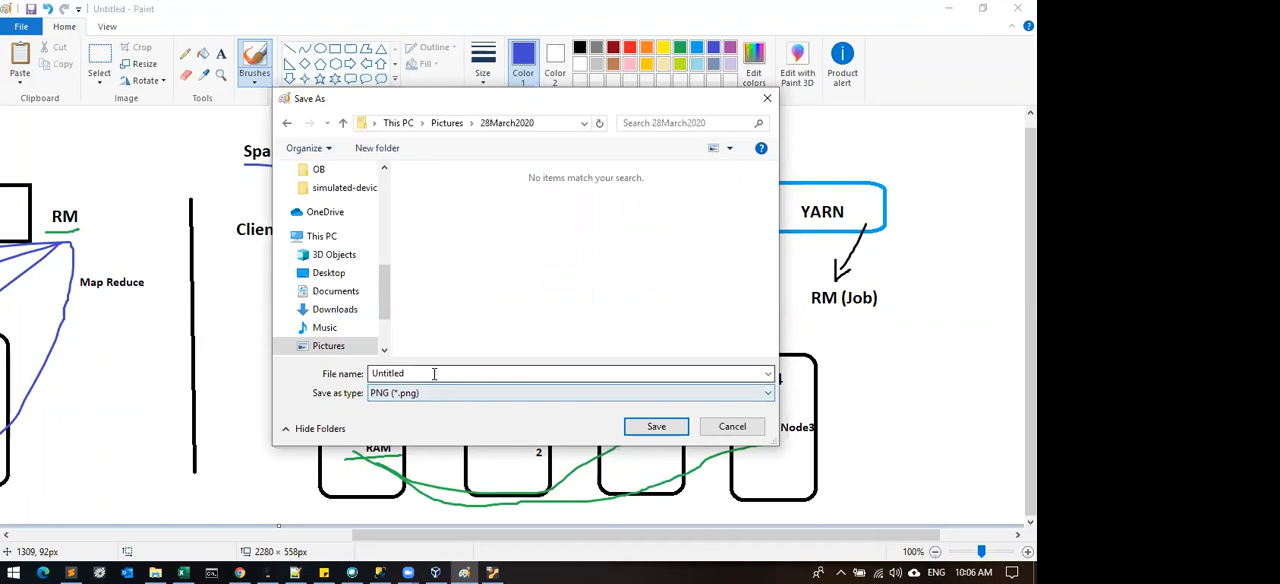 Untitled - Paint
File Home View
Paste Cut Copy Select Crop Resize Rotate Brushes Outline Fill Size Color 1 Color 2 Edit colors Edit with Paint 3D Product alert
Clipboard Image Tools
Save As
This PC Pictures 28March2020 Search 28March2020
Organize New folder
OB
simulated-devic
OneDrive
This PC
3D Objects
Desktop
Documents
Downloads
Music
Pictures
No items match your search.
File name: Untitled
Save as type: PNG (*.png)
Hide Folders Save Cancel
Spa
RM
Map Reduce
Clien
YARN
RM (Job)
Node3
RAM
2
1309, 92px 2280 × 558px 100%
ENG 10:06 AM